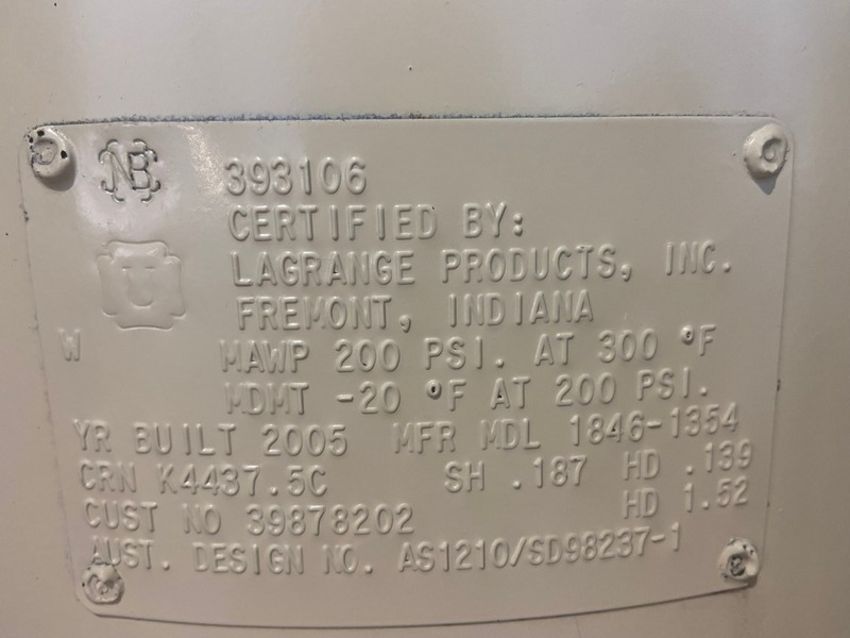 NB 393106
CERTIFIED BY:
LAGRANGE PRODUCTS, INC.
FREMONT, INDIANA
W MAWP 200 PSI. AT 300 °F
MDMT -20 °F AT 200 PSI.
YR BUILT 2005 MFR MDL 1846-1354
CRN K4437.5C SH .187 HD .139
HD 1.52
CUST NO 39878202
AUST. DESIGN NO. AS1210/SD98237-1